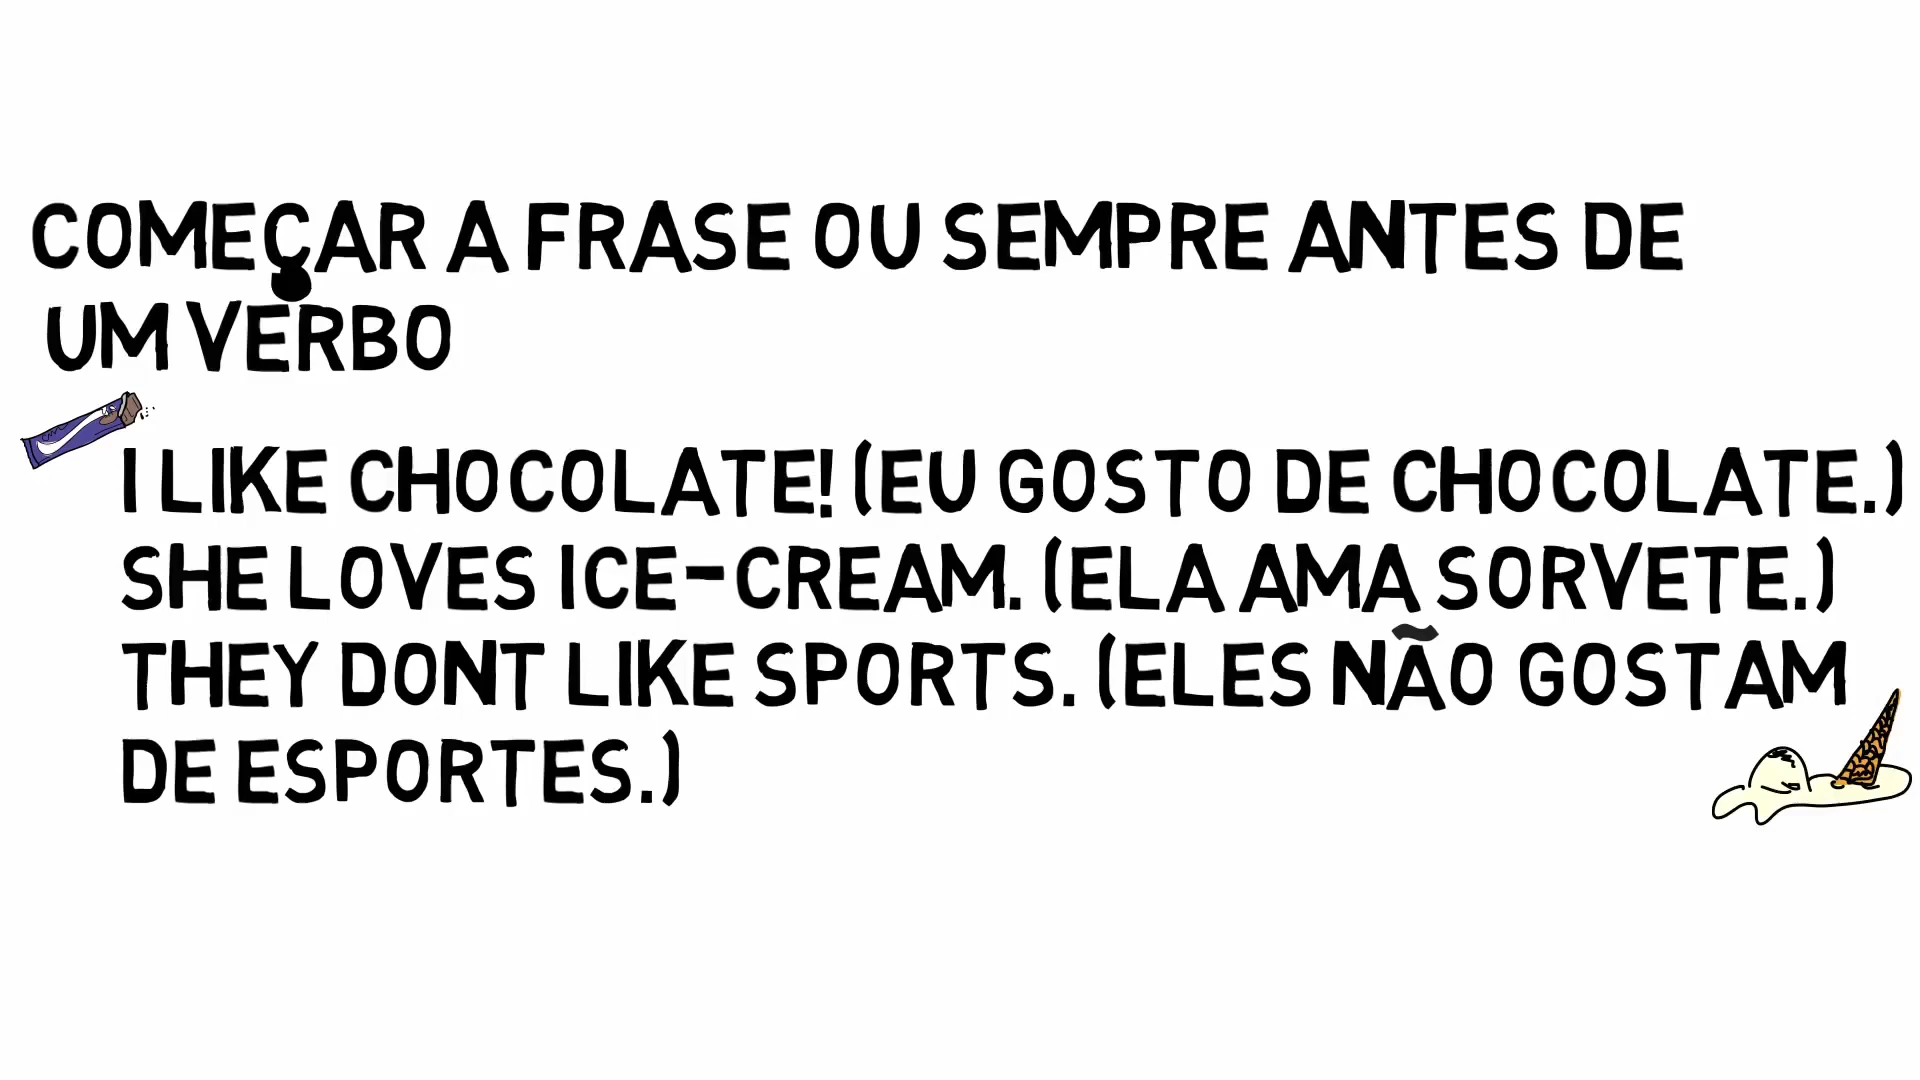 COMEÇAR A FRASE OU SEMPRE ANTES DE
UM VERBO
I LIKE CHOCOLATE! (EU GOSTO DE CHOCOLATE.)
SHE LOVES ICE-CREAM. (ELA AMA SORVETE.)
THEY DONT LIKE SPORTS. (ELES NÃO GOSTAM
DE ESPORTES.)